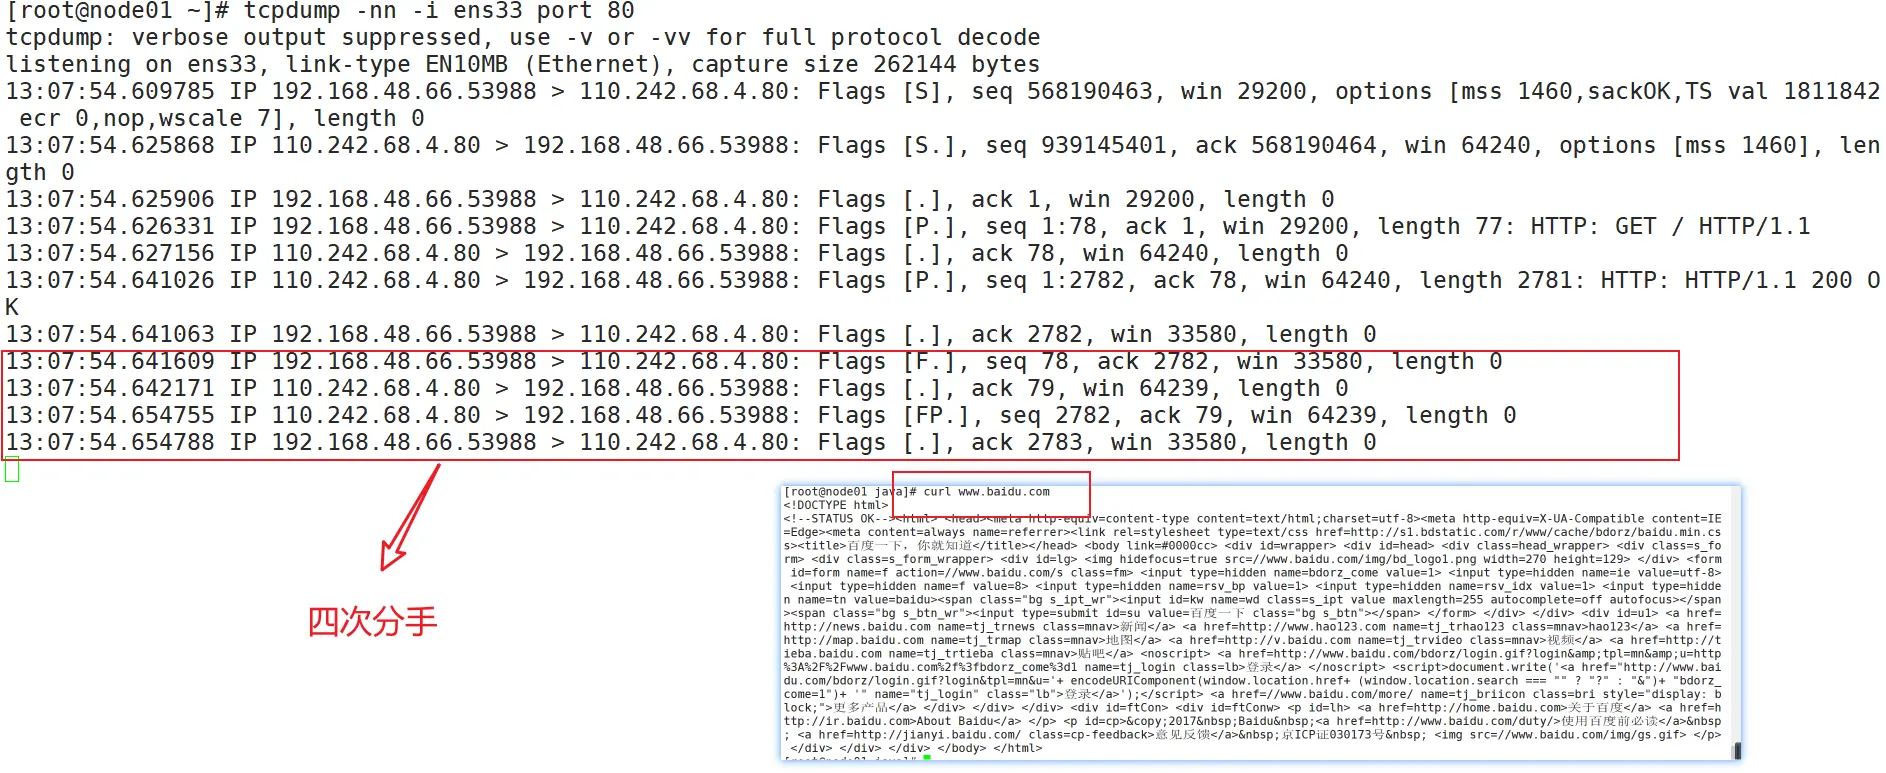 [root@node01 ~]# tcpdump -nn -i ens33 port 80
tcpdump: verbose output suppressed, use -v or -vv for full protocol decode
listening on ens33, link-type EN10MB (Ethernet), capture size 262144 bytes
13:07:54.609785 IP 192.168.48.66.53988 > 110.242.68.4.80: Flags [S], seq 568190463, win 29200, options [mss 1460,sackOK,TS val 1811842
 ecr 0,nop,wscale 7], length 0
13:07:54.625868 IP 110.242.68.4.80 > 192.168.48.66.53988: Flags [S.], seq 939145401, ack 568190464, win 64240, options [mss 1460], len
gth 0
13:07:54.625906 IP 192.168.48.66.53988 > 110.242.68.4.80: Flags [.], ack 1, win 29200, length 0
13:07:54.626331 IP 192.168.48.66.53988 > 110.242.68.4.80: Flags [P.], seq 1:78, ack 1, win 29200, length 77: HTTP: GET / HTTP/1.1
13:07:54.627156 IP 110.242.68.4.80 > 192.168.48.66.53988: Flags [.], ack 78, win 64240, length 0
13:07:54.641026 IP 110.242.68.4.80 > 192.168.48.66.53988: Flags [P.], seq 1:2782, ack 78, win 64240, length 2781: HTTP: HTTP/1.1 200 O
K
13:07:54.641063 IP 192.168.48.66.53988 > 110.242.68.4.80: Flags [.], ack 2782, win 33580, length 0
13:07:54.641609 IP 192.168.48.66.53988 > 110.242.68.4.80: Flags [F.], seq 78, ack 2782, win 33580, length 0
13:07:54.642171 IP 110.242.68.4.80 > 192.168.48.66.53988: Flags [.], ack 79, win 64239, length 0
13:07:54.654755 IP 110.242.68.4.80 > 192.168.48.66.53988: Flags [FP.], seq 2782, ack 79, win 64239, length 0
13:07:54.654788 IP 192.168.48.66.53988 > 110.242.68.4.80: Flags [.], ack 2783, win 33580, length 0
四次分手
[root@node01 java]# curl www.baidu.com
<!DOCTYPE html>
<!--STATUS OK--><html> <head><meta http-equiv=content-type content=text/html;charset=utf-8><meta http-equiv=X-UA-Compatible content=IE
=Edge><meta content=always name=referrer><link rel=stylesheet type=text/css href=http://s1.bdstatic.com/r/www/cache/bdorz/baidu.min.cs
s><title>百度一下，你就知道</title></head> <body link=#0000cc> <div id=wrapper> <div id=head> <div class=head_wrapper> <div class=s_fo
rm> <div class=s_form_wrapper> <div id=lg> <img hidefocus=true src=//www.baidu.com/img/bd_logo1.png width=270 height=129> </div> <form
 id=form name=f action=//www.baidu.com/s class=fm> <input type=hidden name=bdorz_come value=1> <input type=hidden name=ie value=utf-8>
 <input type=hidden name=f value=8> <input type=hidden name=rsv_bp value=1> <input type=hidden name=rsv_idx value=1> <input type=hidde
n name=tn value=baidu><span class="bg s_ipt_wr"><input id=kw name=wd class=s_ipt value maxlength=255 autocomplete=off autofocus></span
><span class="bg s_btn_wr"><input type=submit id=su value=百度一下 class="bg s_btn"></span> </form> </div> </div> <div id=u1> <a href=
http://news.baidu.com name=tj_trnews class=mnav>新闻</a> <a href=http://www.hao123.com name=tj_trhao123 class=mnav>hao123</a> <a href=
http://map.baidu.com name=tj_trmap class=mnav>地图</a> <a href=http://v.baidu.com name=tj_trvideo class=mnav>视频</a> <a href=http://t
ieba.baidu.com name=tj_trtieba class=mnav>贴吧</a> <noscript> <a href=http://www.baidu.com/bdorz/login.gif?login&amp;tpl=mn&amp;u=http
%3A%2F%2Fwww.baidu.com%2f%3fbdorz_come%3d1 name=tj_login class=lb>登录</a> </noscript> <script>document.write('<a href="http://www.bai
du.com/bdorz/login.gif?login&tpl=mn&u='+ encodeURIComponent(window.location.href+ (window.location.search === "" ? "?" : "&")+ "bdorz_
come=1")+ '" name="tj_login" class="lb">登录</a>');</script> <a href=//www.baidu.com/more/ name=tj_briicon class=bri style="display: b
lock;">更多产品</a> </div> </div> </div> <div id=ftCon> <div id=ftConw> <p id=lh> <a href=http://home.baidu.com>关于百度</a> <a href=h
ttp://ir.baidu.com>About Baidu</a> </p> <p id=cp>&copy;2017&nbsp;Baidu&nbsp;<a href=http://www.baidu.com/duty/>使用百度前必读</a>&nbsp
; <a href=http://jianyi.baidu.com/ class=cp-feedback>意见反馈</a>&nbsp;京ICP证030173号&nbsp; <img src=//www.baidu.com/img/gs.gif> </p>
 </div> </div> </div> </body> </html>
[root@node01 java]#